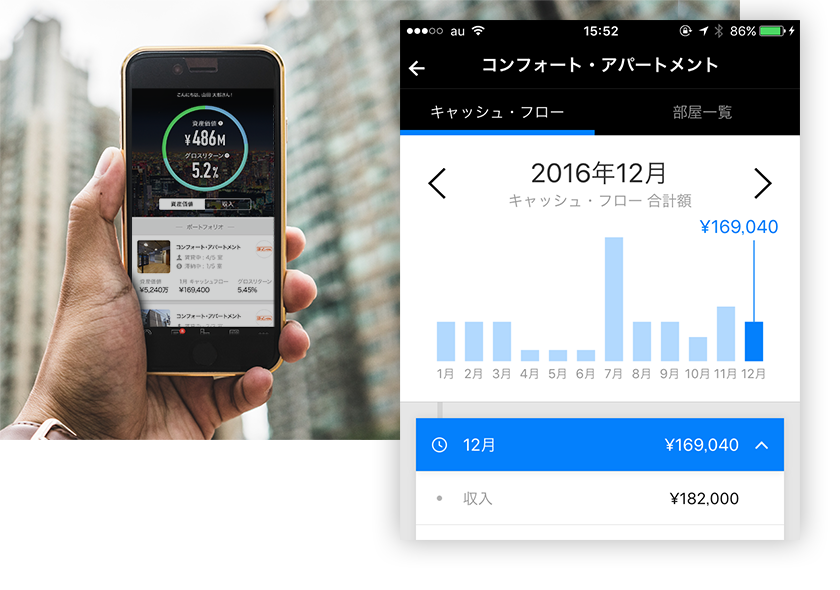 こんにちは、山田 太郎さん!
資産価値
¥486M
グロスリターン
5.2%
資産価値 収入
ポートフォリオ
コンフォート・アパートメント
賃貸中 : 4/5 室
滞納中 : 1/5 室
資産価値 1月 キャッシュフロー グロスリターン
¥5,240万 ¥169,400 5.45%
コンフォート・アパートメント
au 15:52 86%
コンフォート・アパートメント
キャッシュ・フロー 部屋一覧
2016年12月
キャッシュ・フロー 合計額
¥169,040
1月 2月 3月 4月 5月 6月 7月 8月 9月 10月 11月 12月
12月 ¥169,040
収入 ¥182,000